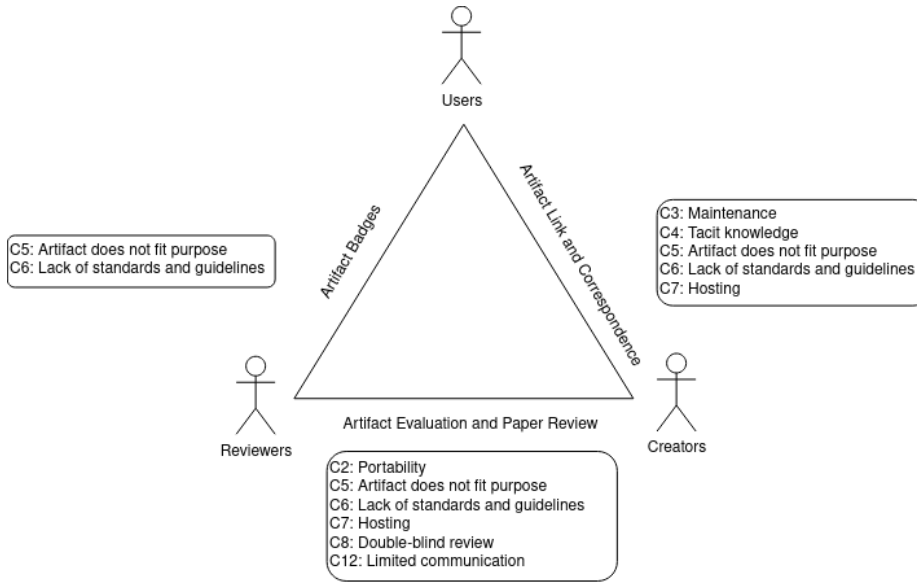 Users
Artifact Badges
Artifact Link and Correspondence
C5: Artifact does not fit purpose
C6: Lack of standards and guidelines
C3: Maintenance
C4: Tacit knowledge
C5: Artifact does not fit purpose
C6: Lack of standards and guidelines
C7: Hosting
Reviewers
Artifact Evaluation and Paper Review
Creators
C2: Portability
C5: Artifact does not fit purpose
C6: Lack of standards and guidelines
C7: Hosting
C8: Double-blind review
C12: Limited communication